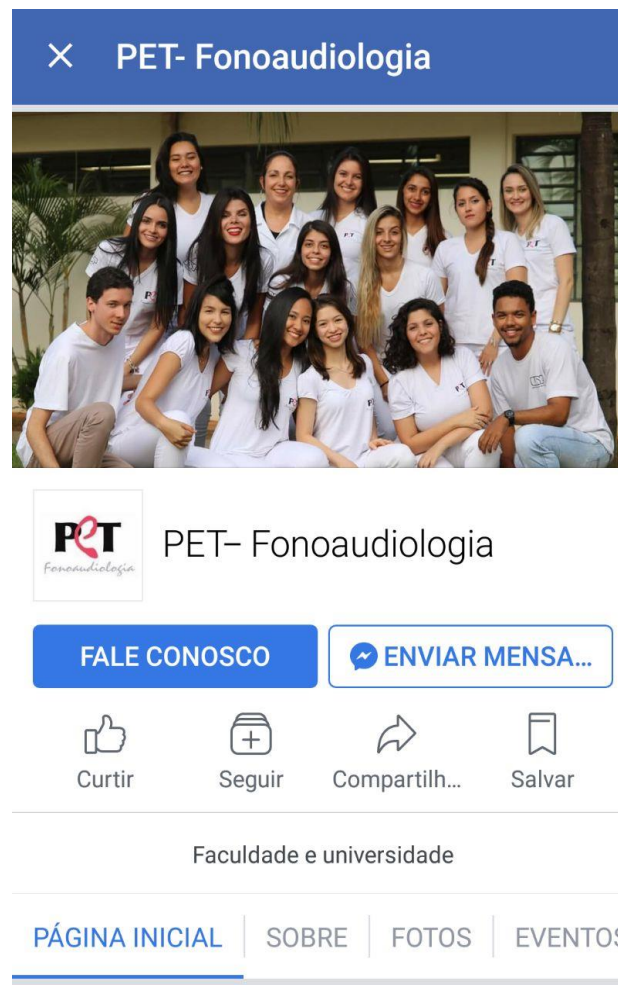 × PET- Fonoaudiologia
PET
Fonoaudiologia
PET– Fonoaudiologia
FALE CONOSCO
ENVIAR MENSA...
Curtir
Seguir
Compartilh...
Salvar
Faculdade e universidade
PÁGINA INICIAL
SOBRE
FOTOS
EVENTOS